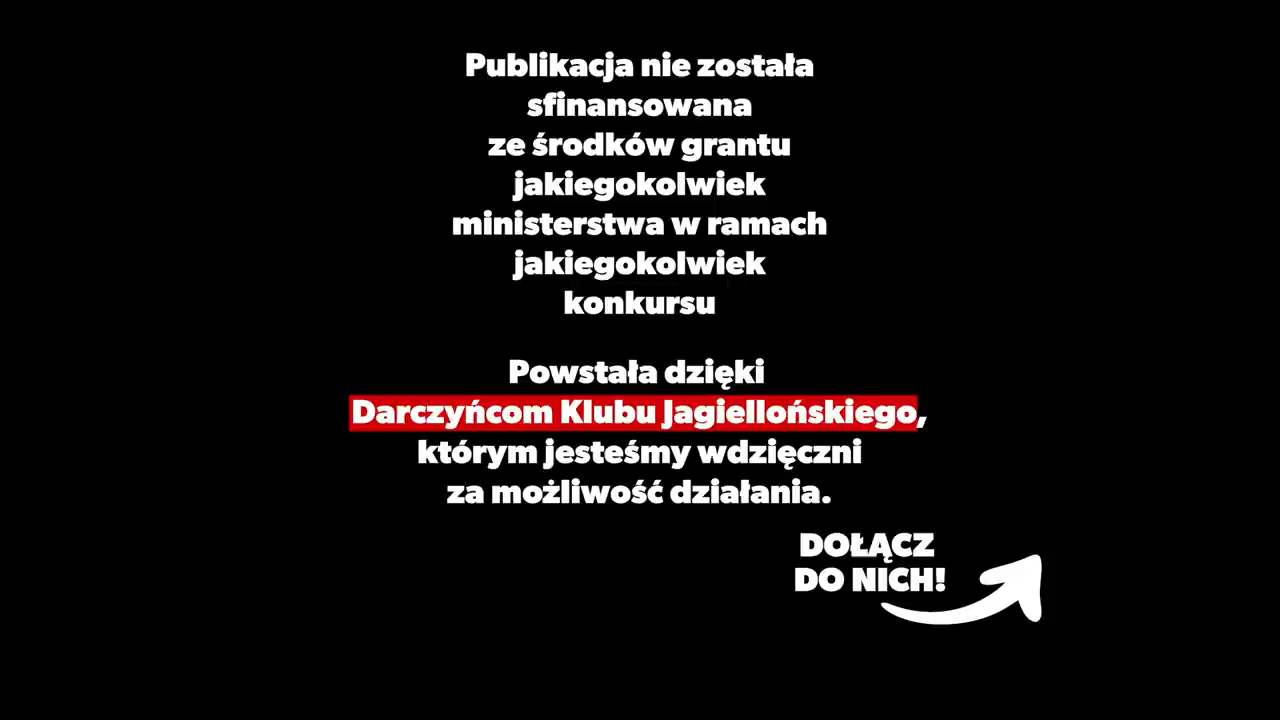 Publikacja nie została
sfinansowana
ze środków grantu
jakiegokolwiek
ministerstwa w ramach
jakiegokolwiek
konkursu
Powstała dzięki
Darczyńcom Klubu Jagiellońskiego,
którym jesteśmy wdzięczni
za możliwość działania.
DOŁĄCZ
DO NICH!